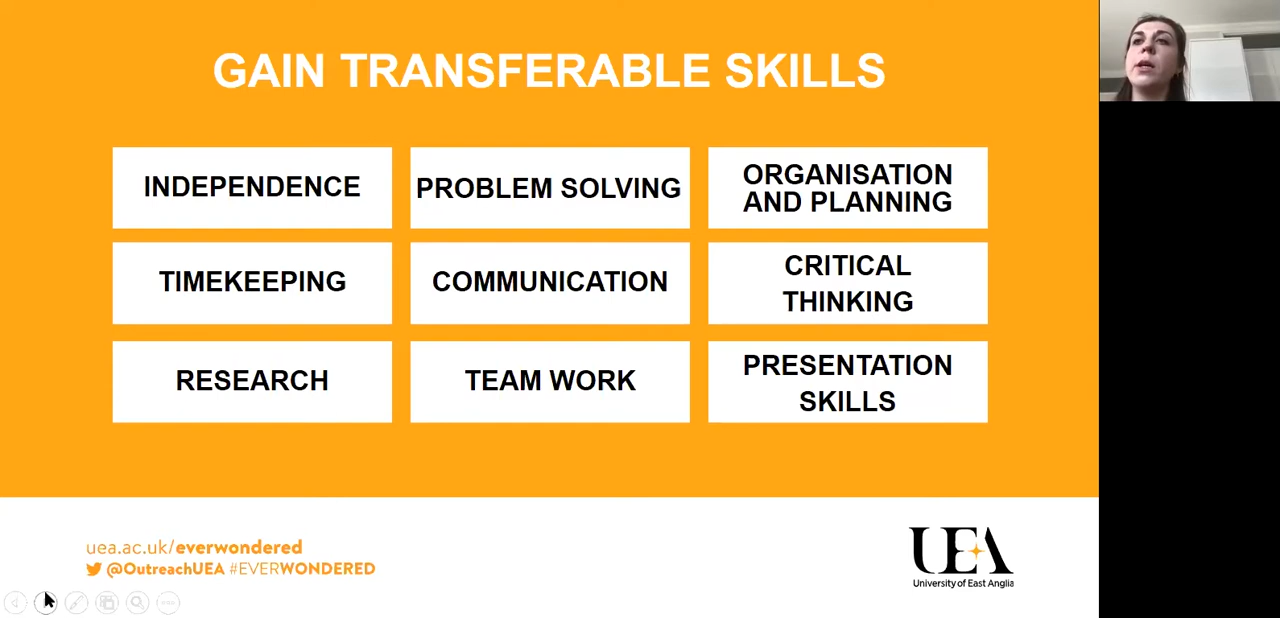 GAIN TRANSFERABLE SKILLS
INDEPENDENCE
PROBLEM SOLVING
ORGANISATION
AND PLANNING
TIMEKEEPING
COMMUNICATION
CRITICAL
THINKING
RESEARCH
TEAM WORK
PRESENTATION
SKILLS
uea.ac.uk/everwondered
@OutreachUEA #EVERWONDERED
UEA
University of East Anglia